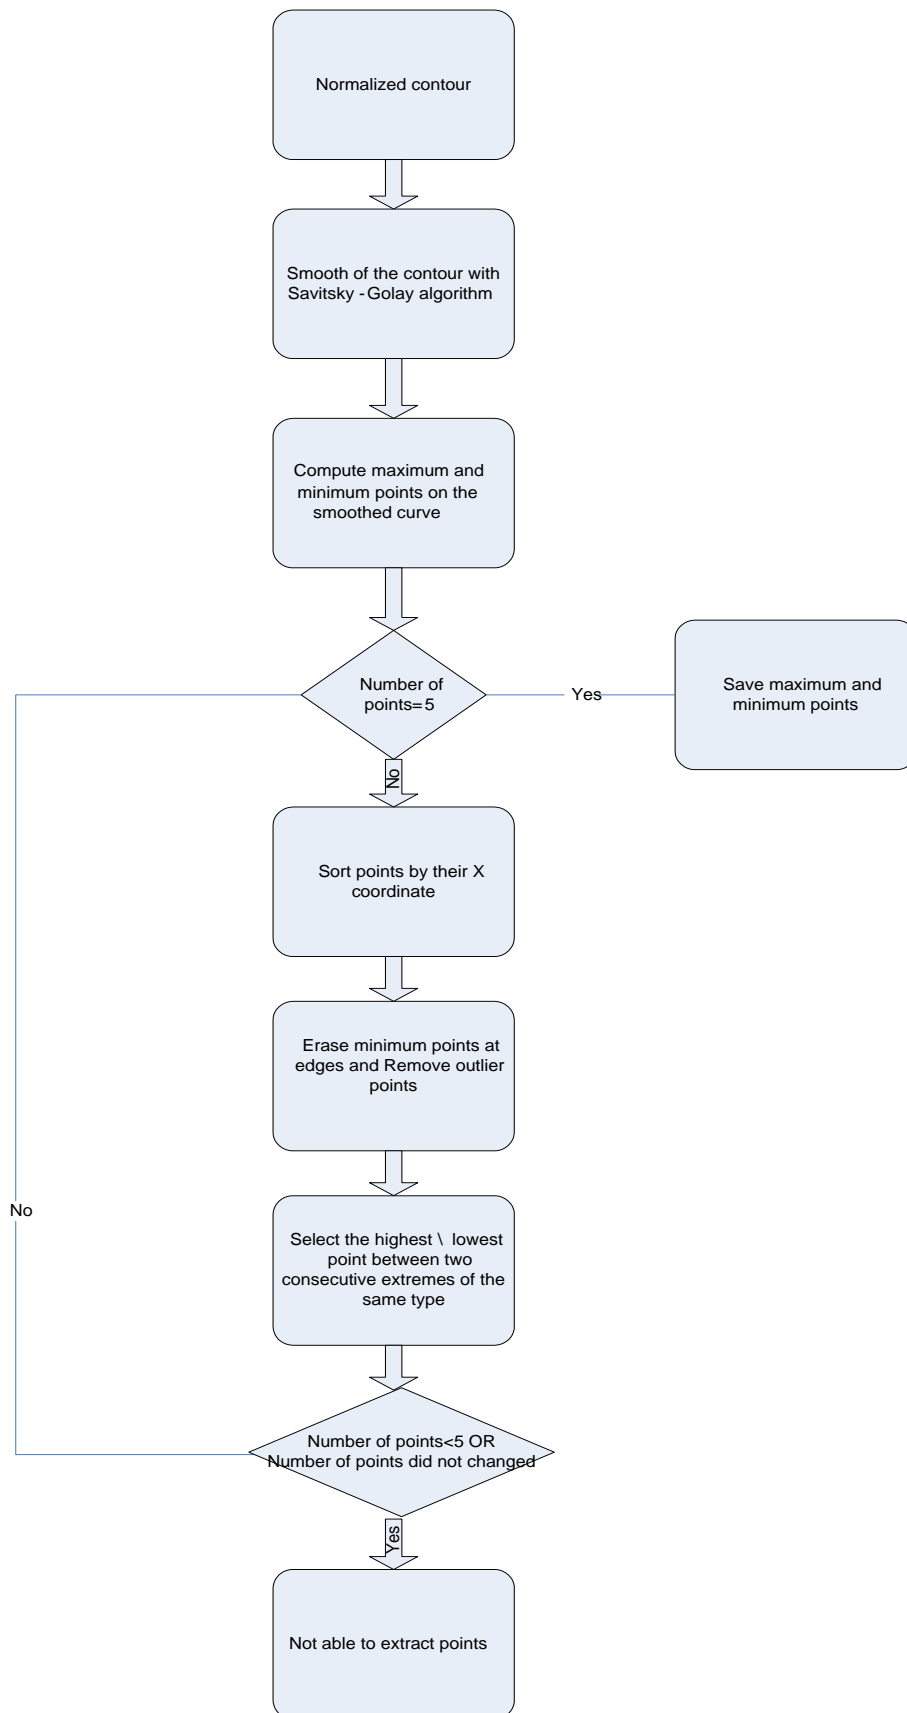 Normalized contour
Smooth of the contour with
Savitsky - Golay algorithm
Compute maximum and
minimum points on the
smoothed curve
Number of
points=5
Yes
Save maximum and
minimum points
No
Sort points by their X
coordinate
Erase minimum points at
edges and Remove outlier
points
No
Select the highest \ lowest
point between two
consecutive extremes of the
same type
Number of points<5 OR
Number of points did not changed
Yes
Not able to extract points